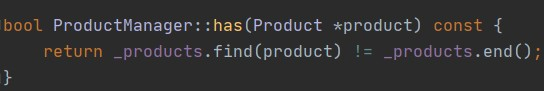 bool ProductManager::has(Product *product) const {
    return _products.find(product) != _products.end();
}